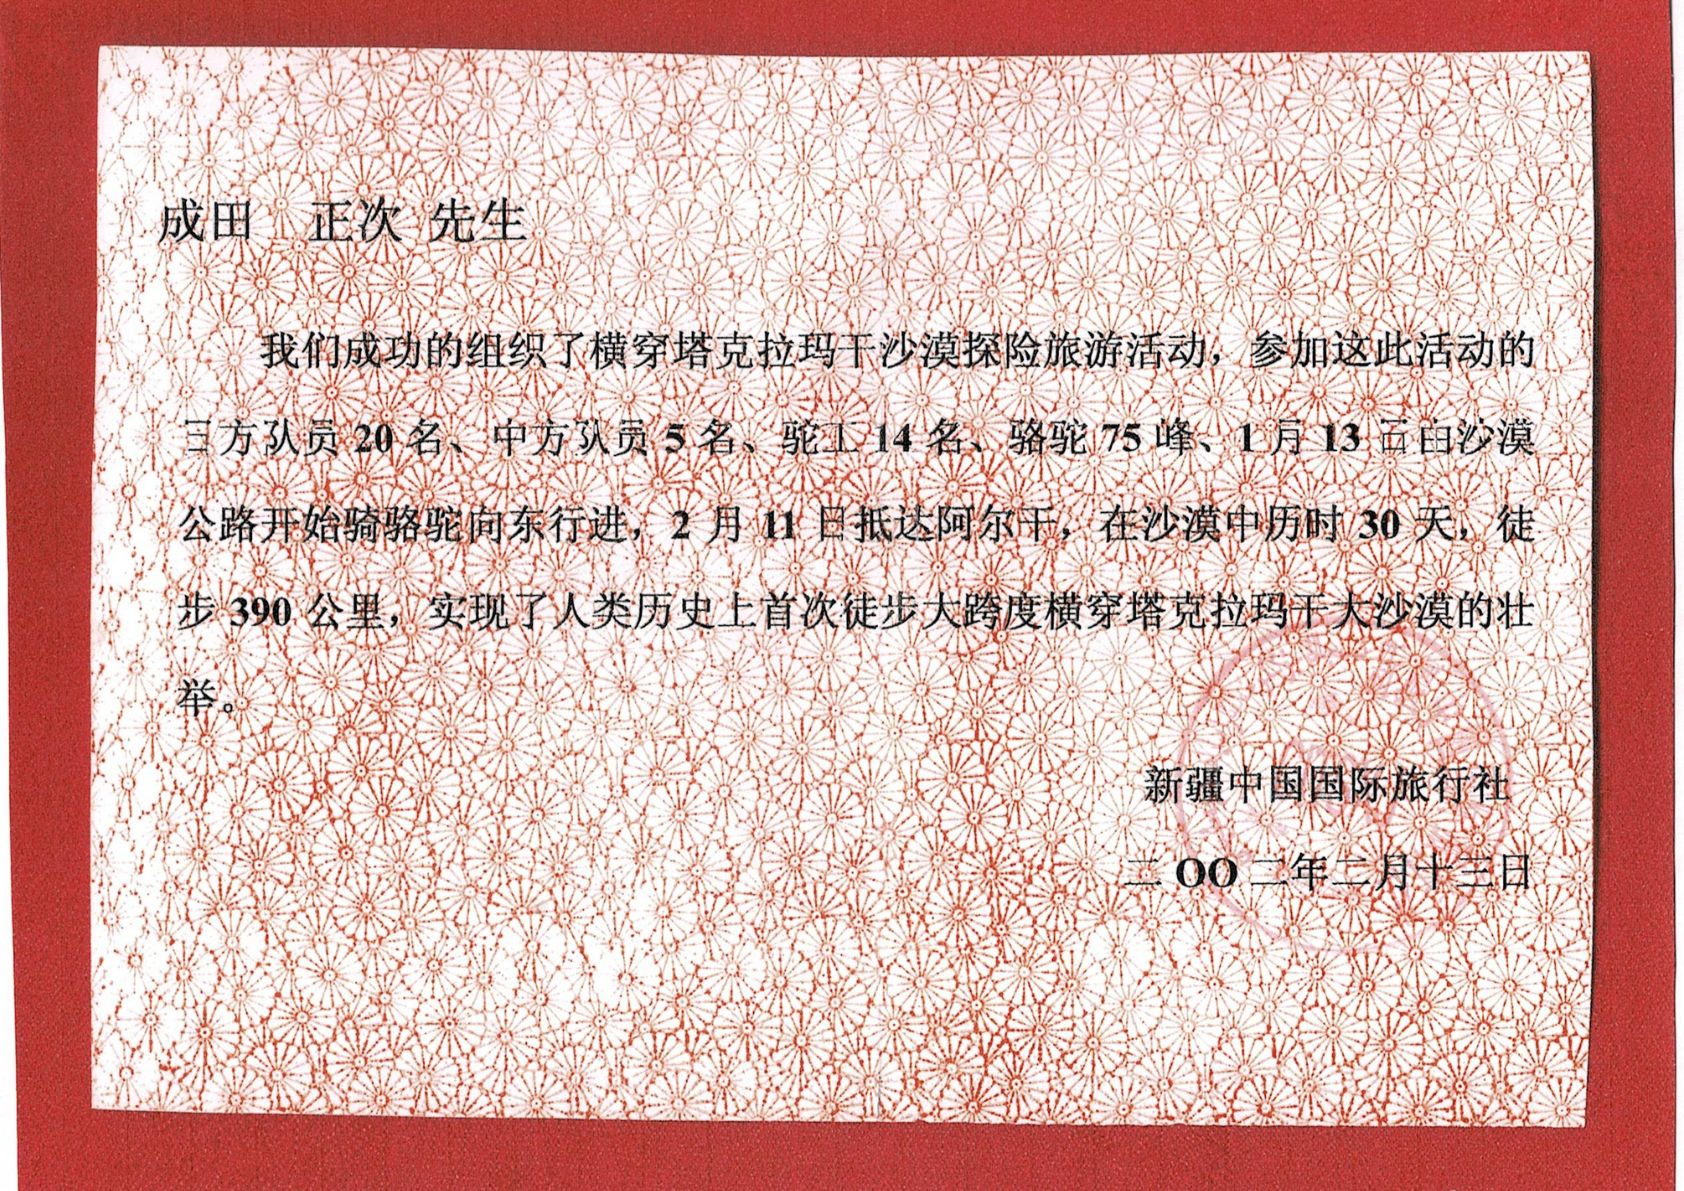 成田 正次 先生
我们成功的组织了横穿塔克拉玛干沙漠探险旅游活动，参加这此活动的
日方队员 20 名、中方队员 5 名、驼工 14 名、骆驼 75 峰、1 月 13 日由沙漠
公路开始骑骆驼向东行进，2 月 11 日抵达阿尔干，在沙漠中历时 30 天，徒
步 390 公里，实现了人类历史上首次徒步大跨度横穿塔克拉玛干大沙漠的壮
举。
新疆中国国际旅行社
二 OO 二年二月十三日